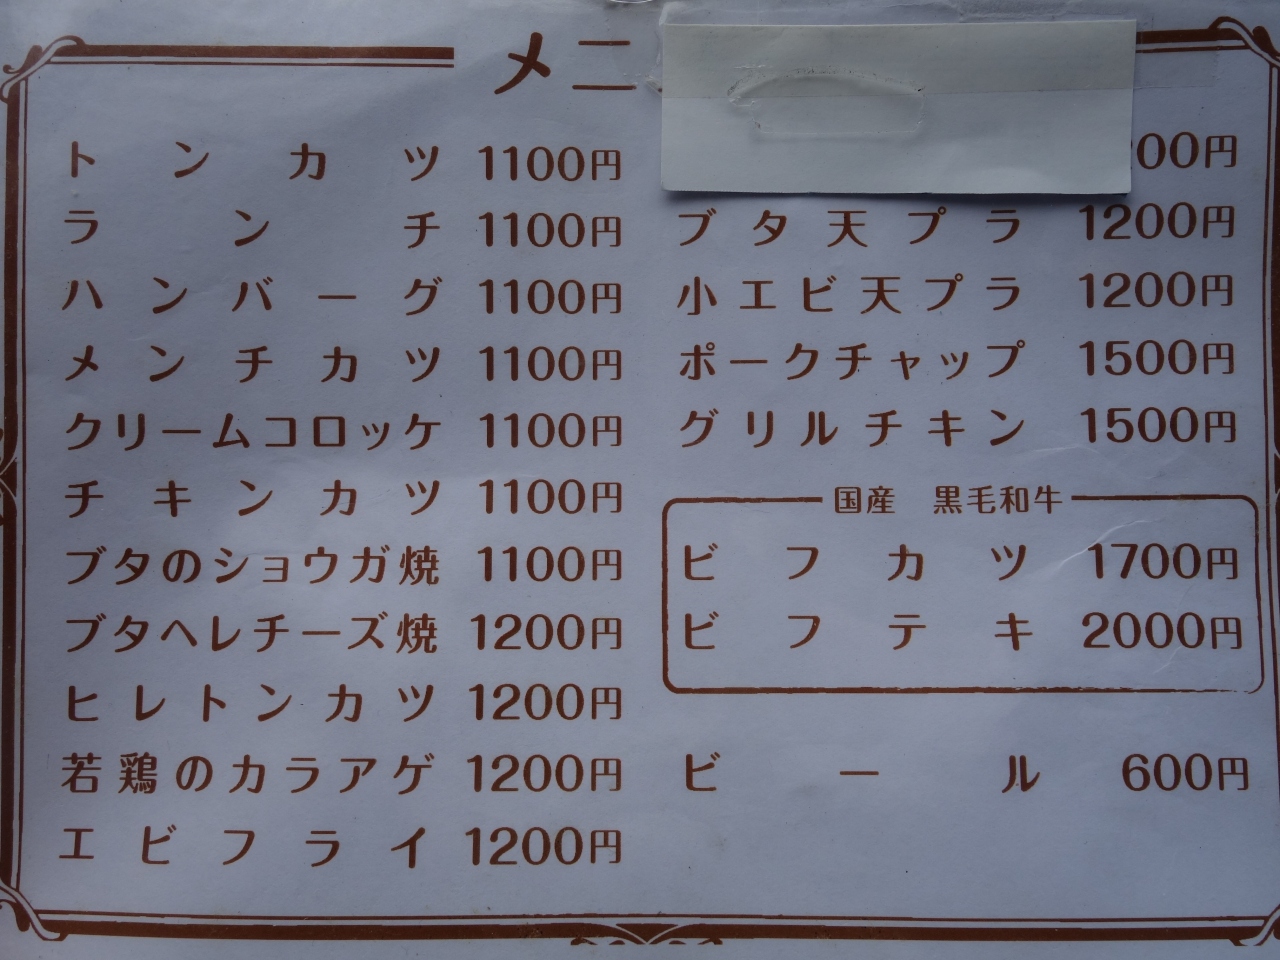 メニ
トンカツ 1100円
ランチ 1100円
ハンバーグ 1100円
メンチカツ 1100円
クリームコロッケ 1100円
チキンカツ 1100円
ブタのショウガ焼 1100円
ブタヘレチーズ焼 1200円
ヒレトンカツ 1200円
若鶏のカラアゲ 1200円
エビフライ 1200円
00円
ブタ天プラ 1200円
小エビ天プラ 1200円
ポークチャップ 1500円
グリルチキン 1500円
国産 黒毛和牛
ビフカツ 1700円
ビフテキ 2000円
ビール 600円